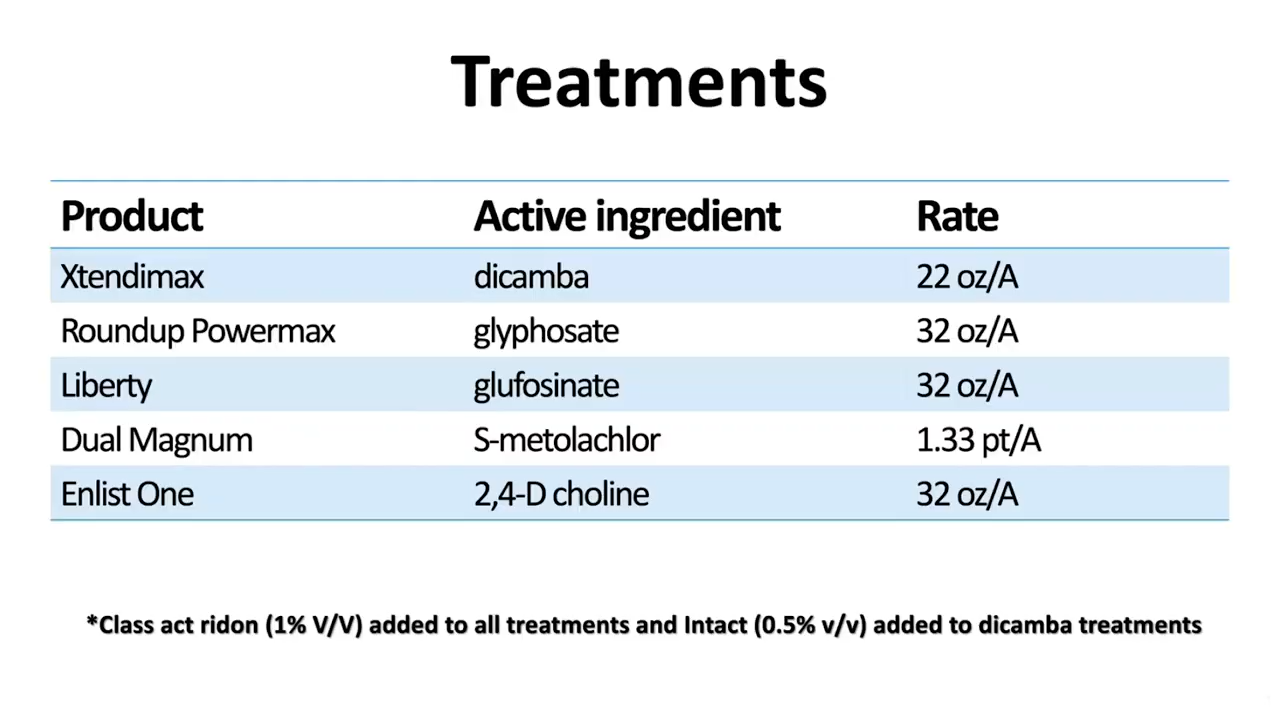 Treatments
Product Active ingredient Rate
Xtendimax dicamba 22 oz/A
Roundup Powermax glyphosate 32 oz/A
Liberty glufosinate 32 oz/A
Dual Magnum S-metolachlor 1.33 pt/A
Enlist One 2,4-D choline 32 oz/A
*Class act ridon (1% V/V) added to all treatments and Intact (0.5% v/v) added to dicamba treatments